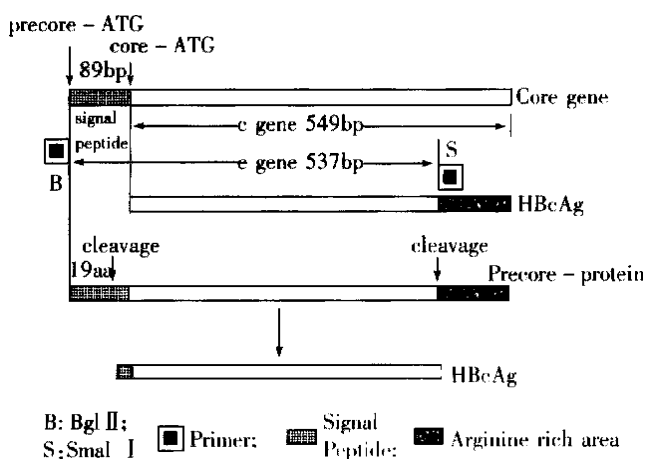 precore - ATG
core - ATG
89bp
Core gene
signal
peptide
c gene 549bp
e gene 537bp
S
B
HBcAg
cleavage
cleavage
19aa
Precore - protein
HBeAg
B: Bgl II;
S:Smal I
Primer;
Signal
Peptide;
Arginine rich area